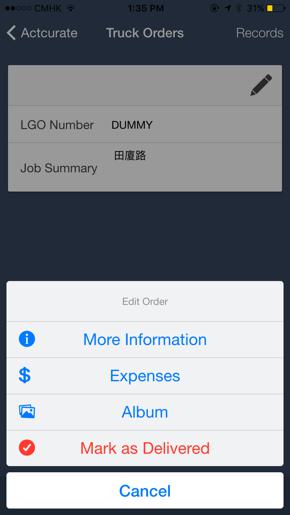 CMHK 1:35 PM 31%
Actcurate Truck Orders Records
LGO Number DUMMY
田廈路
Job Summary
Edit Order
More Information
$ Expenses
Album
Mark as Delivered
Cancel